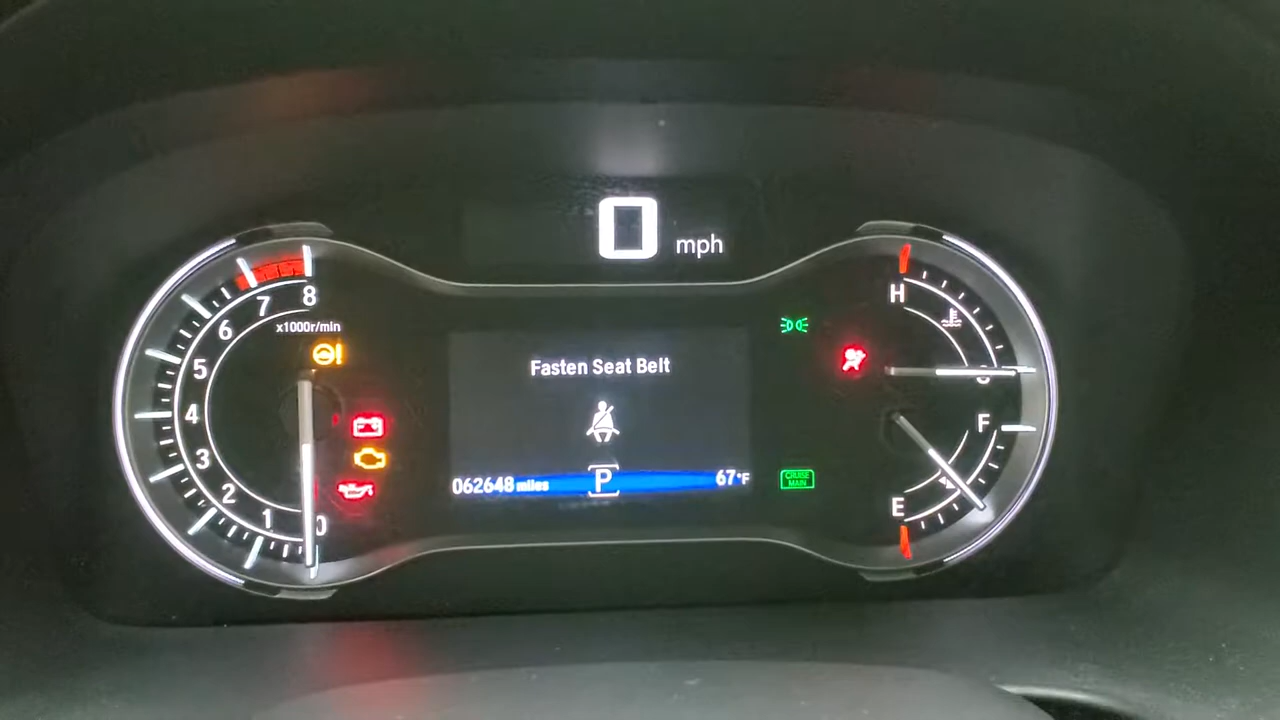 0 mph
8
7
x1000r/min
6
5
4
3
2
1
0
Fasten Seat Belt
062648 miles P 67°F
CRUISE
MAIN
H
C
F
E